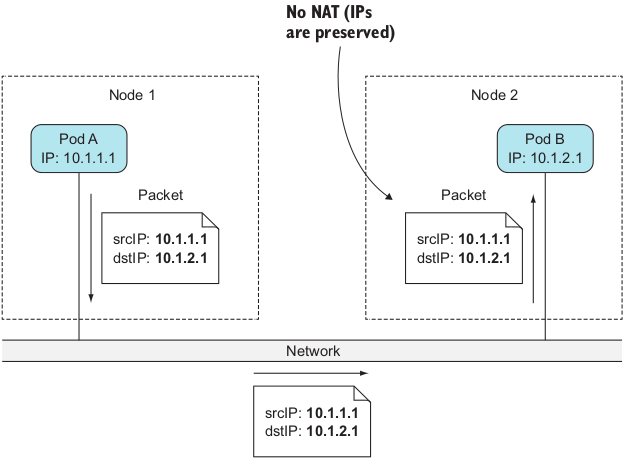 No NAT (IPs
are preserved)
Node 1
Pod A
IP: 10.1.1.1
Packet
srcIP: 10.1.1.1
dstIP: 10.1.2.1
Node 2
Pod B
IP: 10.1.2.1
Packet
srcIP: 10.1.1.1
dstIP: 10.1.2.1
Network
srcIP: 10.1.1.1
dstIP: 10.1.2.1